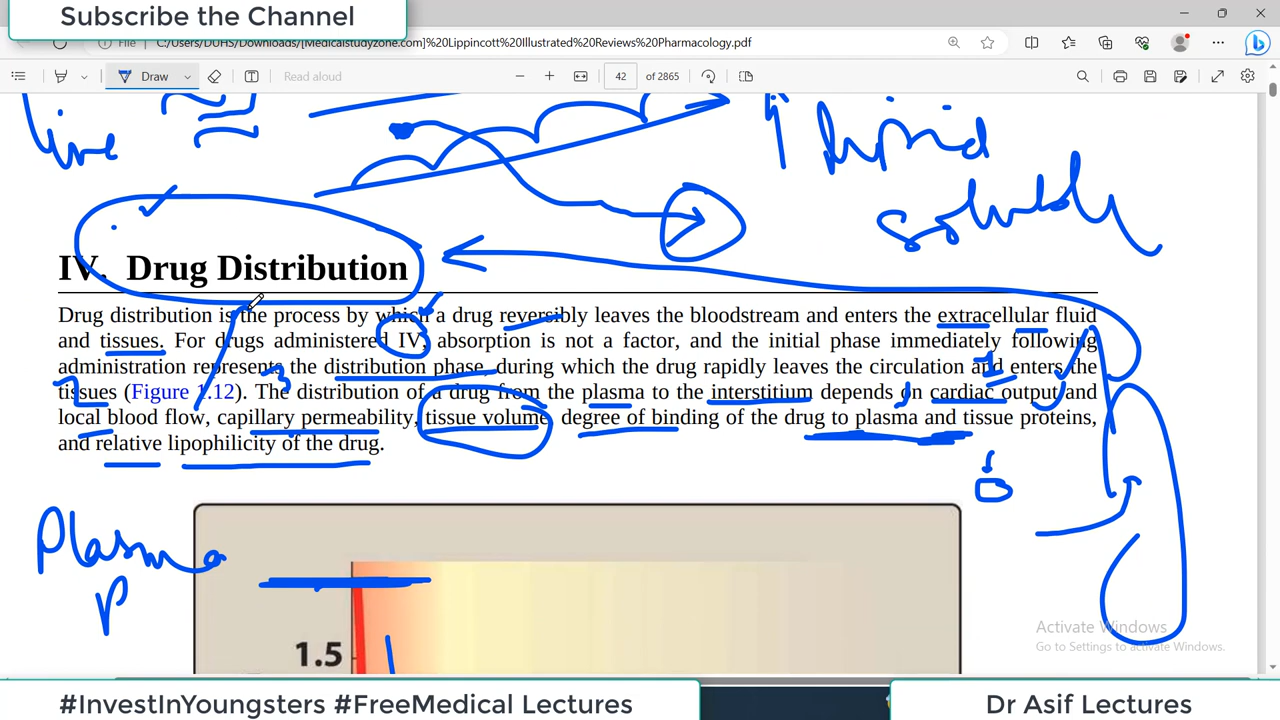 Subscribe the Channel
File C:/Users/DUHS/Downloads/[Medicalstudyzone.com]%20Lippincott%20Illustrated%20Reviews%20Pharmacology.pdf
Draw Read aloud 42 of 2865
live
lipid
soluble
IV. Drug Distribution
Drug distribution is the process by which a drug reversibly leaves the bloodstream and enters the extracellular fluid
and tissues. For drugs administered IV, absorption is not a factor, and the initial phase immediately following
administration represents the distribution phase, during which the drug rapidly leaves the circulation and enters the
tissues (Figure 1.12). The distribution of a drug from the plasma to the interstitium depends on cardiac output and
local blood flow, capillary permeability, tissue volume, degree of binding of the drug to plasma and tissue proteins,
and relative lipophilicity of the drug.
1
2
3
Plasma
P
1.5
Activate Windows
Go to Settings to activate Windows.
#InvestInYoungsters #FreeMedical Lectures
Dr Asif Lectures